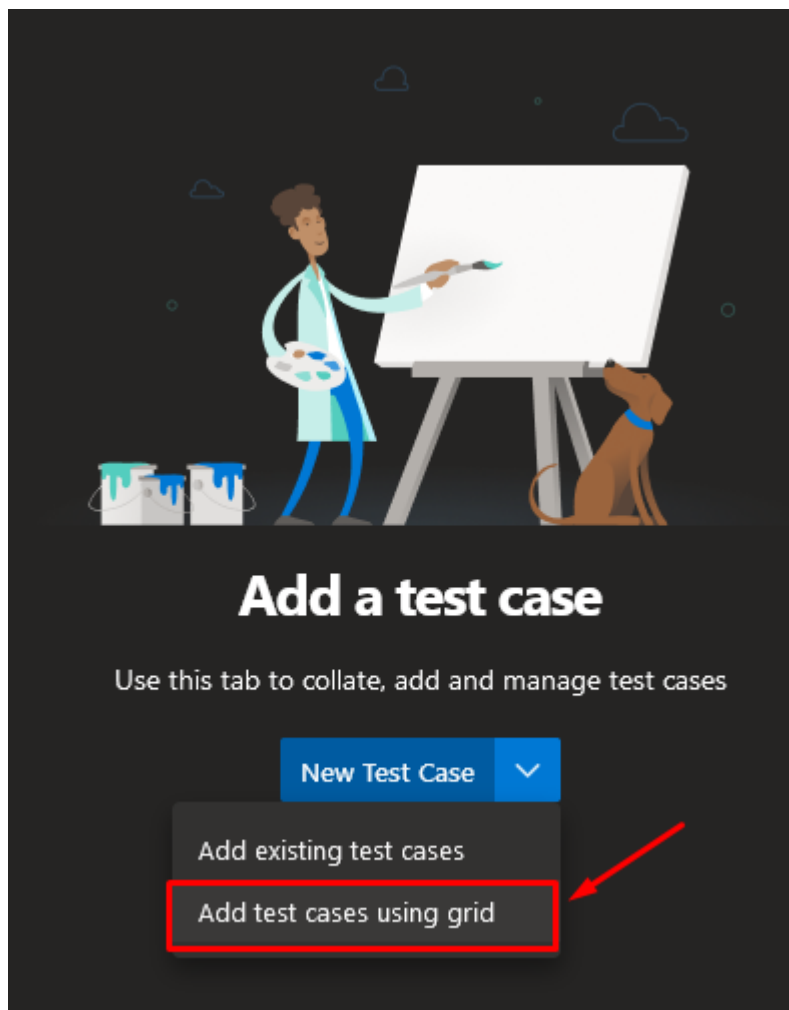 Add a test case
Use this tab to collate, add and manage test cases
New Test Case
Add existing test cases
Add test cases using grid